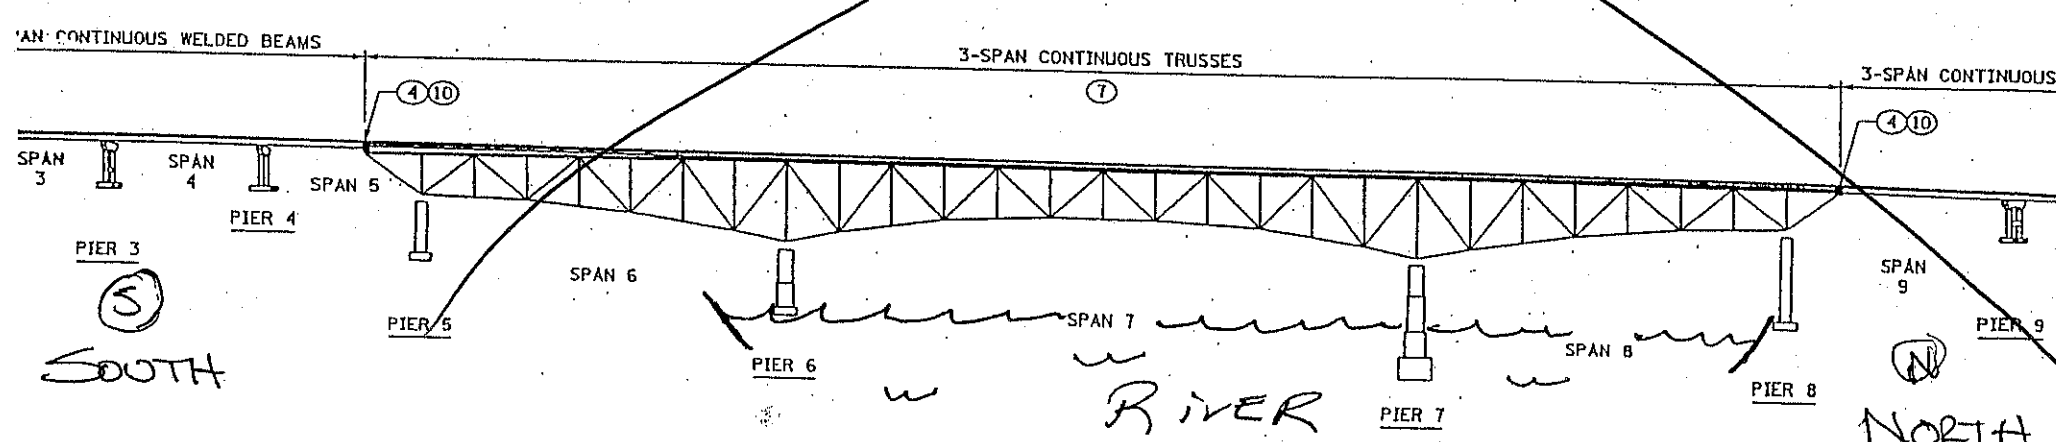 'AN CONTINUOUS WELDED BEAMS
3-SPAN CONTINUOUS TRUSSES
3-SPAN CONTINUOUS
4 10
7
4 10
SPAN 3
SPAN 4
SPAN 5
PIER 4
PIER 3
SPAN 6
SPAN 9
S
PIER 5
SPAN 7
PIER 9
SOUTH
PIER 6
SPAN 8
N
PIER 8
RIVER
PIER 7
NORTH